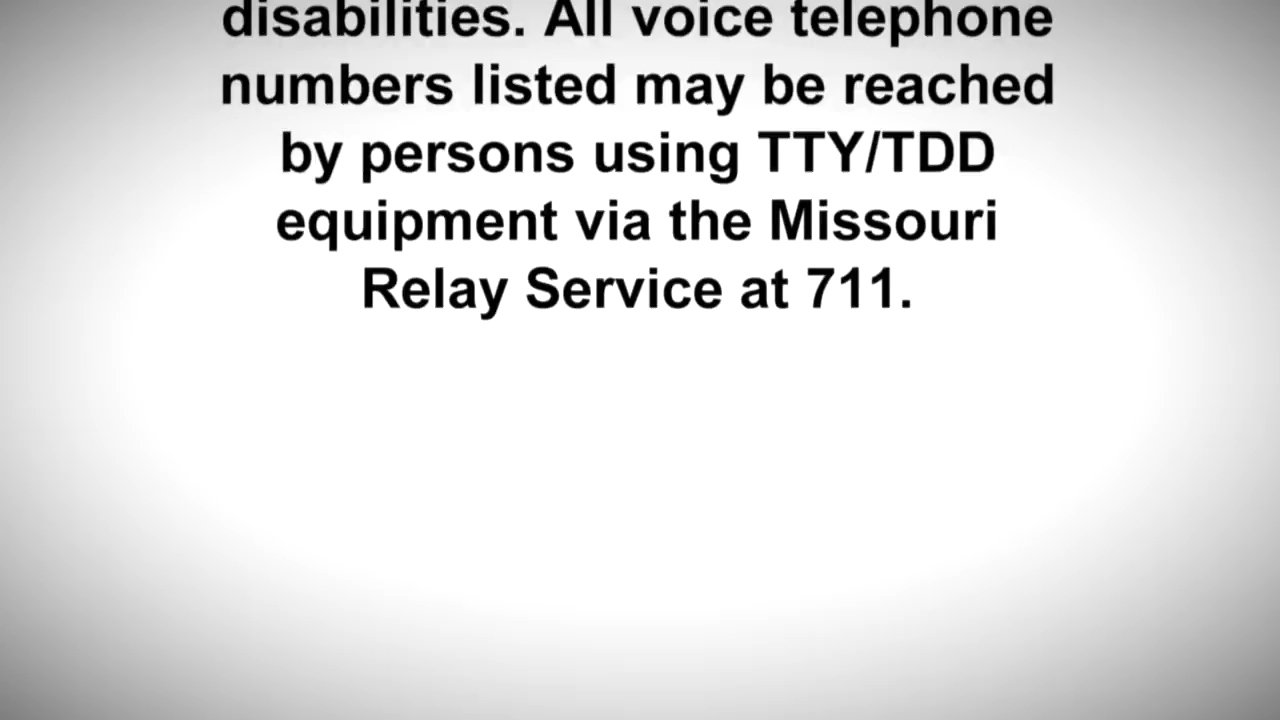 disabilities. All voice telephone
numbers listed may be reached
by persons using TTY/TDD
equipment via the Missouri
Relay Service at 711.